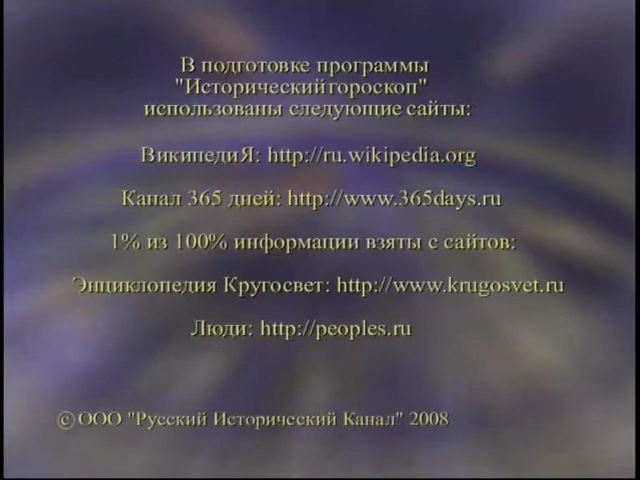 В подготовке программы
"Исторический гороскоп"
использованы следующие сайты:
ВикипедиЯ: http://ru.wikipedia.org
Канал 365 дней: http://www.365days.ru
1% из 100% информации взяты с сайтов:
Энциклопедия Кругосвет: http://www.krugosvet.ru
Люди: http://peoples.ru
© ООО "Русский Исторический Канал" 2008